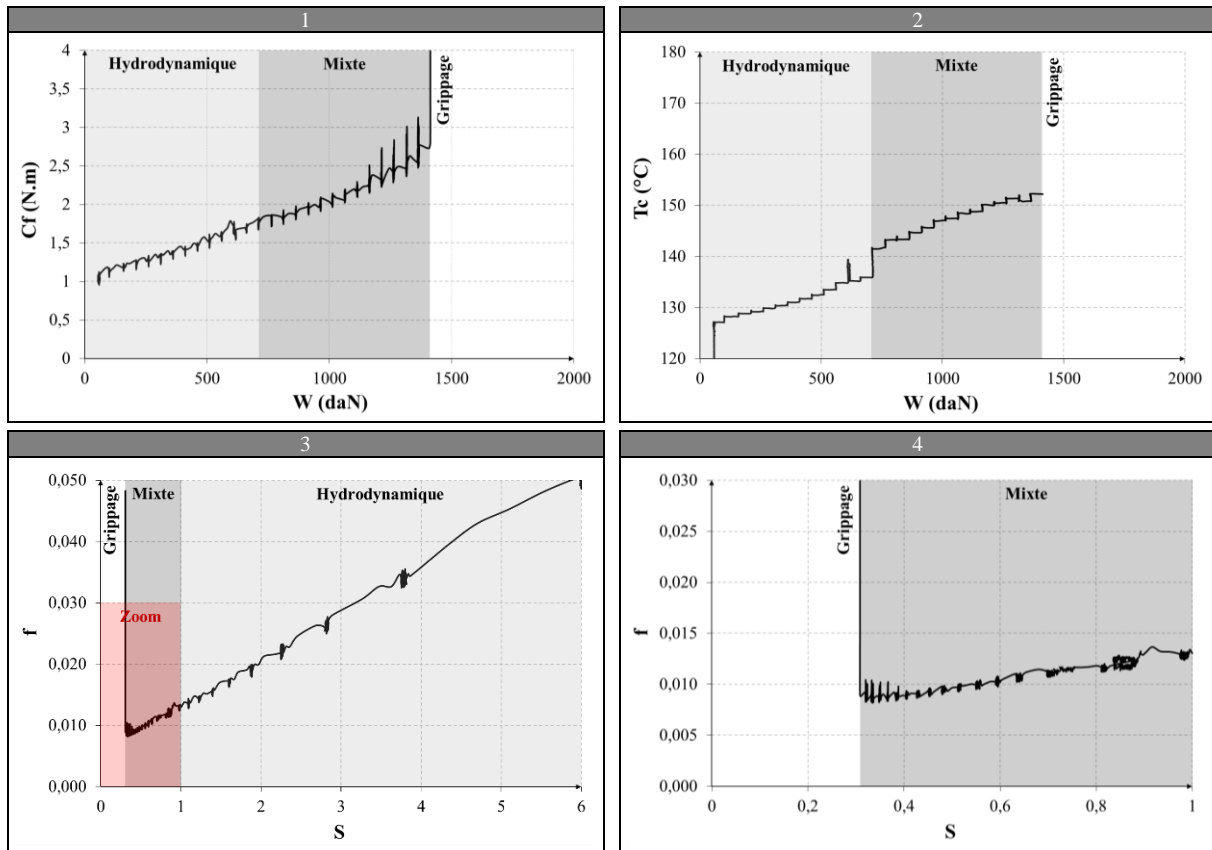 1
4
3,5
3
2,5
2
1,5
1
0,5
0
Cf (N.m)
Hydrodynamique
Mixte
Grippage
0
500
1000
1500
2000
W (daN)
2
180
170
160
150
140
130
120
Tc (°C)
Hydrodynamique
Mixte
Grippage
0
500
1000
1500
2000
W (daN)
3
0,050
0,040
0,030
0,020
0,010
0,000
f
Grippage
Mixte
Hydrodynamique
Zoom
0
1
2
3
4
5
6
S
4
0,030
0,025
0,020
0,015
0,010
0,005
0,000
f
Grippage
Mixte
0
0,2
0,4
0,6
0,8
1
S